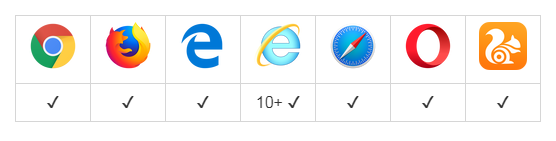 ✓ ✓ ✓ 10+ ✓ ✓ ✓ ✓